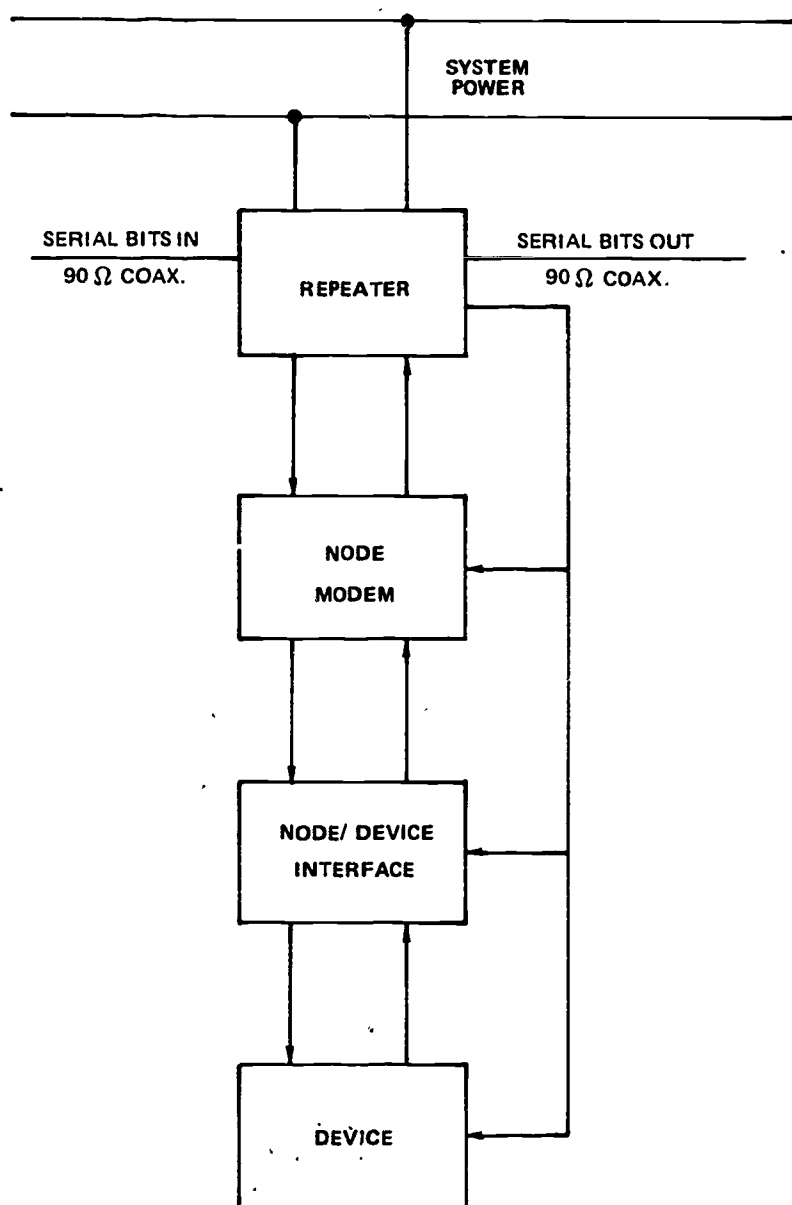 SYSTEM
POWER
SERIAL BITS IN
90 Ω COAX.
SERIAL BITS OUT
90 Ω COAX.
REPEATER
NODE
MODEM
NODE/ DEVICE
INTERFACE
DEVICE